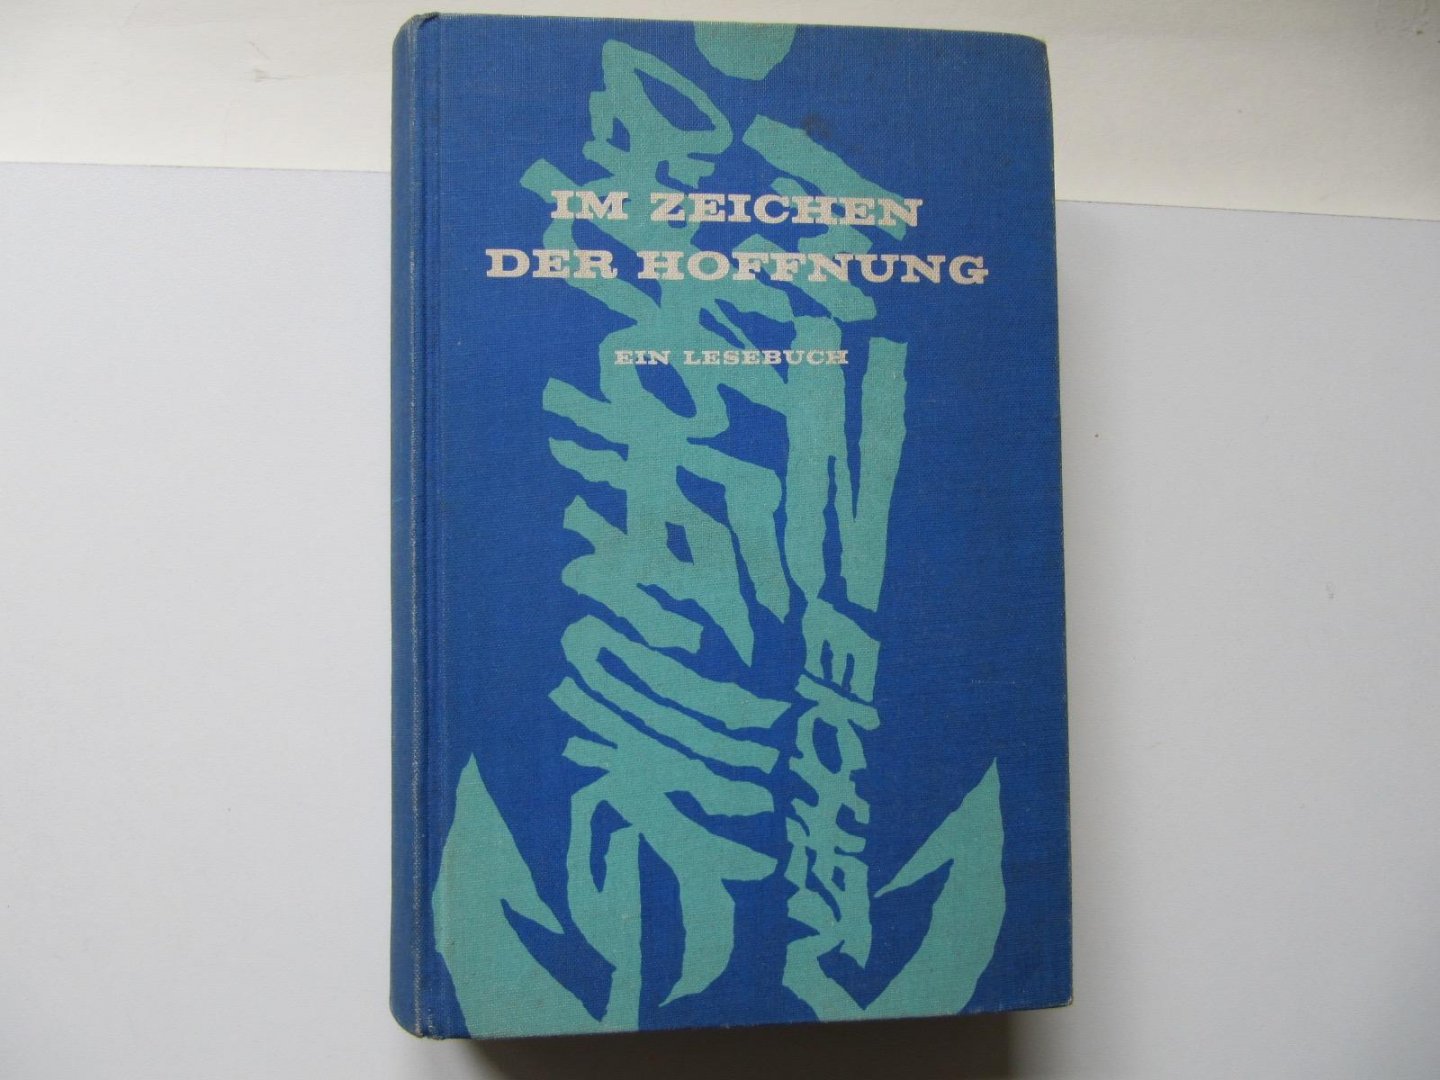 IM ZEICHEN
DER HOFFNUNG
EIN LESEBUCH